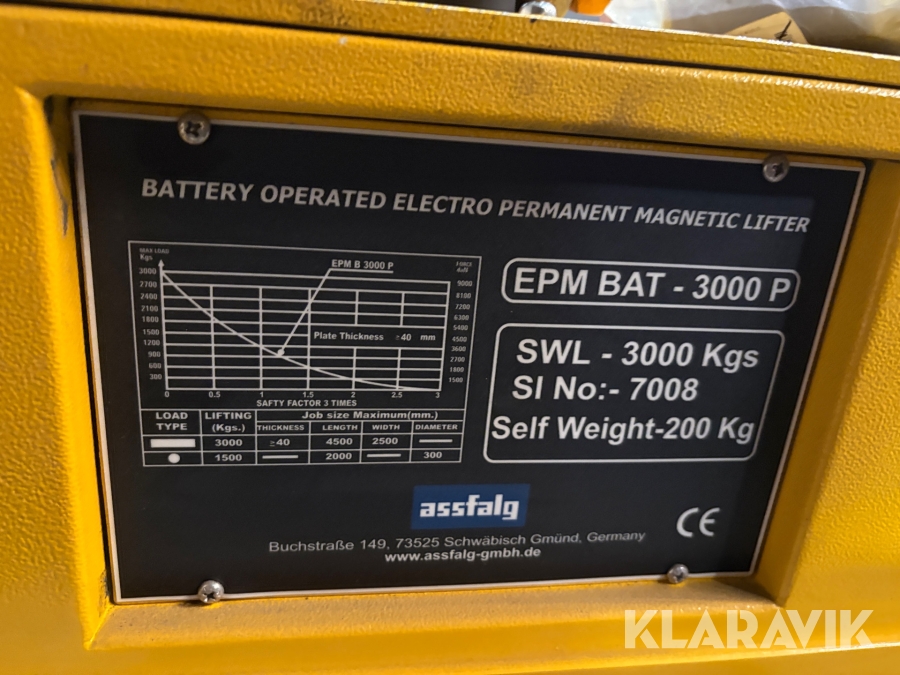 BATTERY OPERATED ELECTRO PERMANENT MAGNETIC LIFTER
MAX LOAD
Kgs
EPM B 3000 P
FORCE
daN
3000
2700
2400
2100
1800
1200
900
600
300
9000
8100
7200
6300
5400
4500
3600
2700
1800
1500
Plate Thickness ≥40 mm
0 0.5 1 1.5 2 2.5 3
SAFTY FACTOR 3 TIMES
LOAD TYPE LIFTING (Kgs.) Job size Maximum(mm.)
THICKNESS LENGTH WIDTH DIAMETER
3000 ≥40 4500 2500
1500 2000 300
EPM BAT - 3000 P
SWL - 3000 Kgs
SI No:- 7008
Self Weight-200 Kg
assfalg
CE
Buchstraße 149, 73525 Schwäbisch Gmünd, Germany
www.assfalg-gmbh.de
KLARAVIK